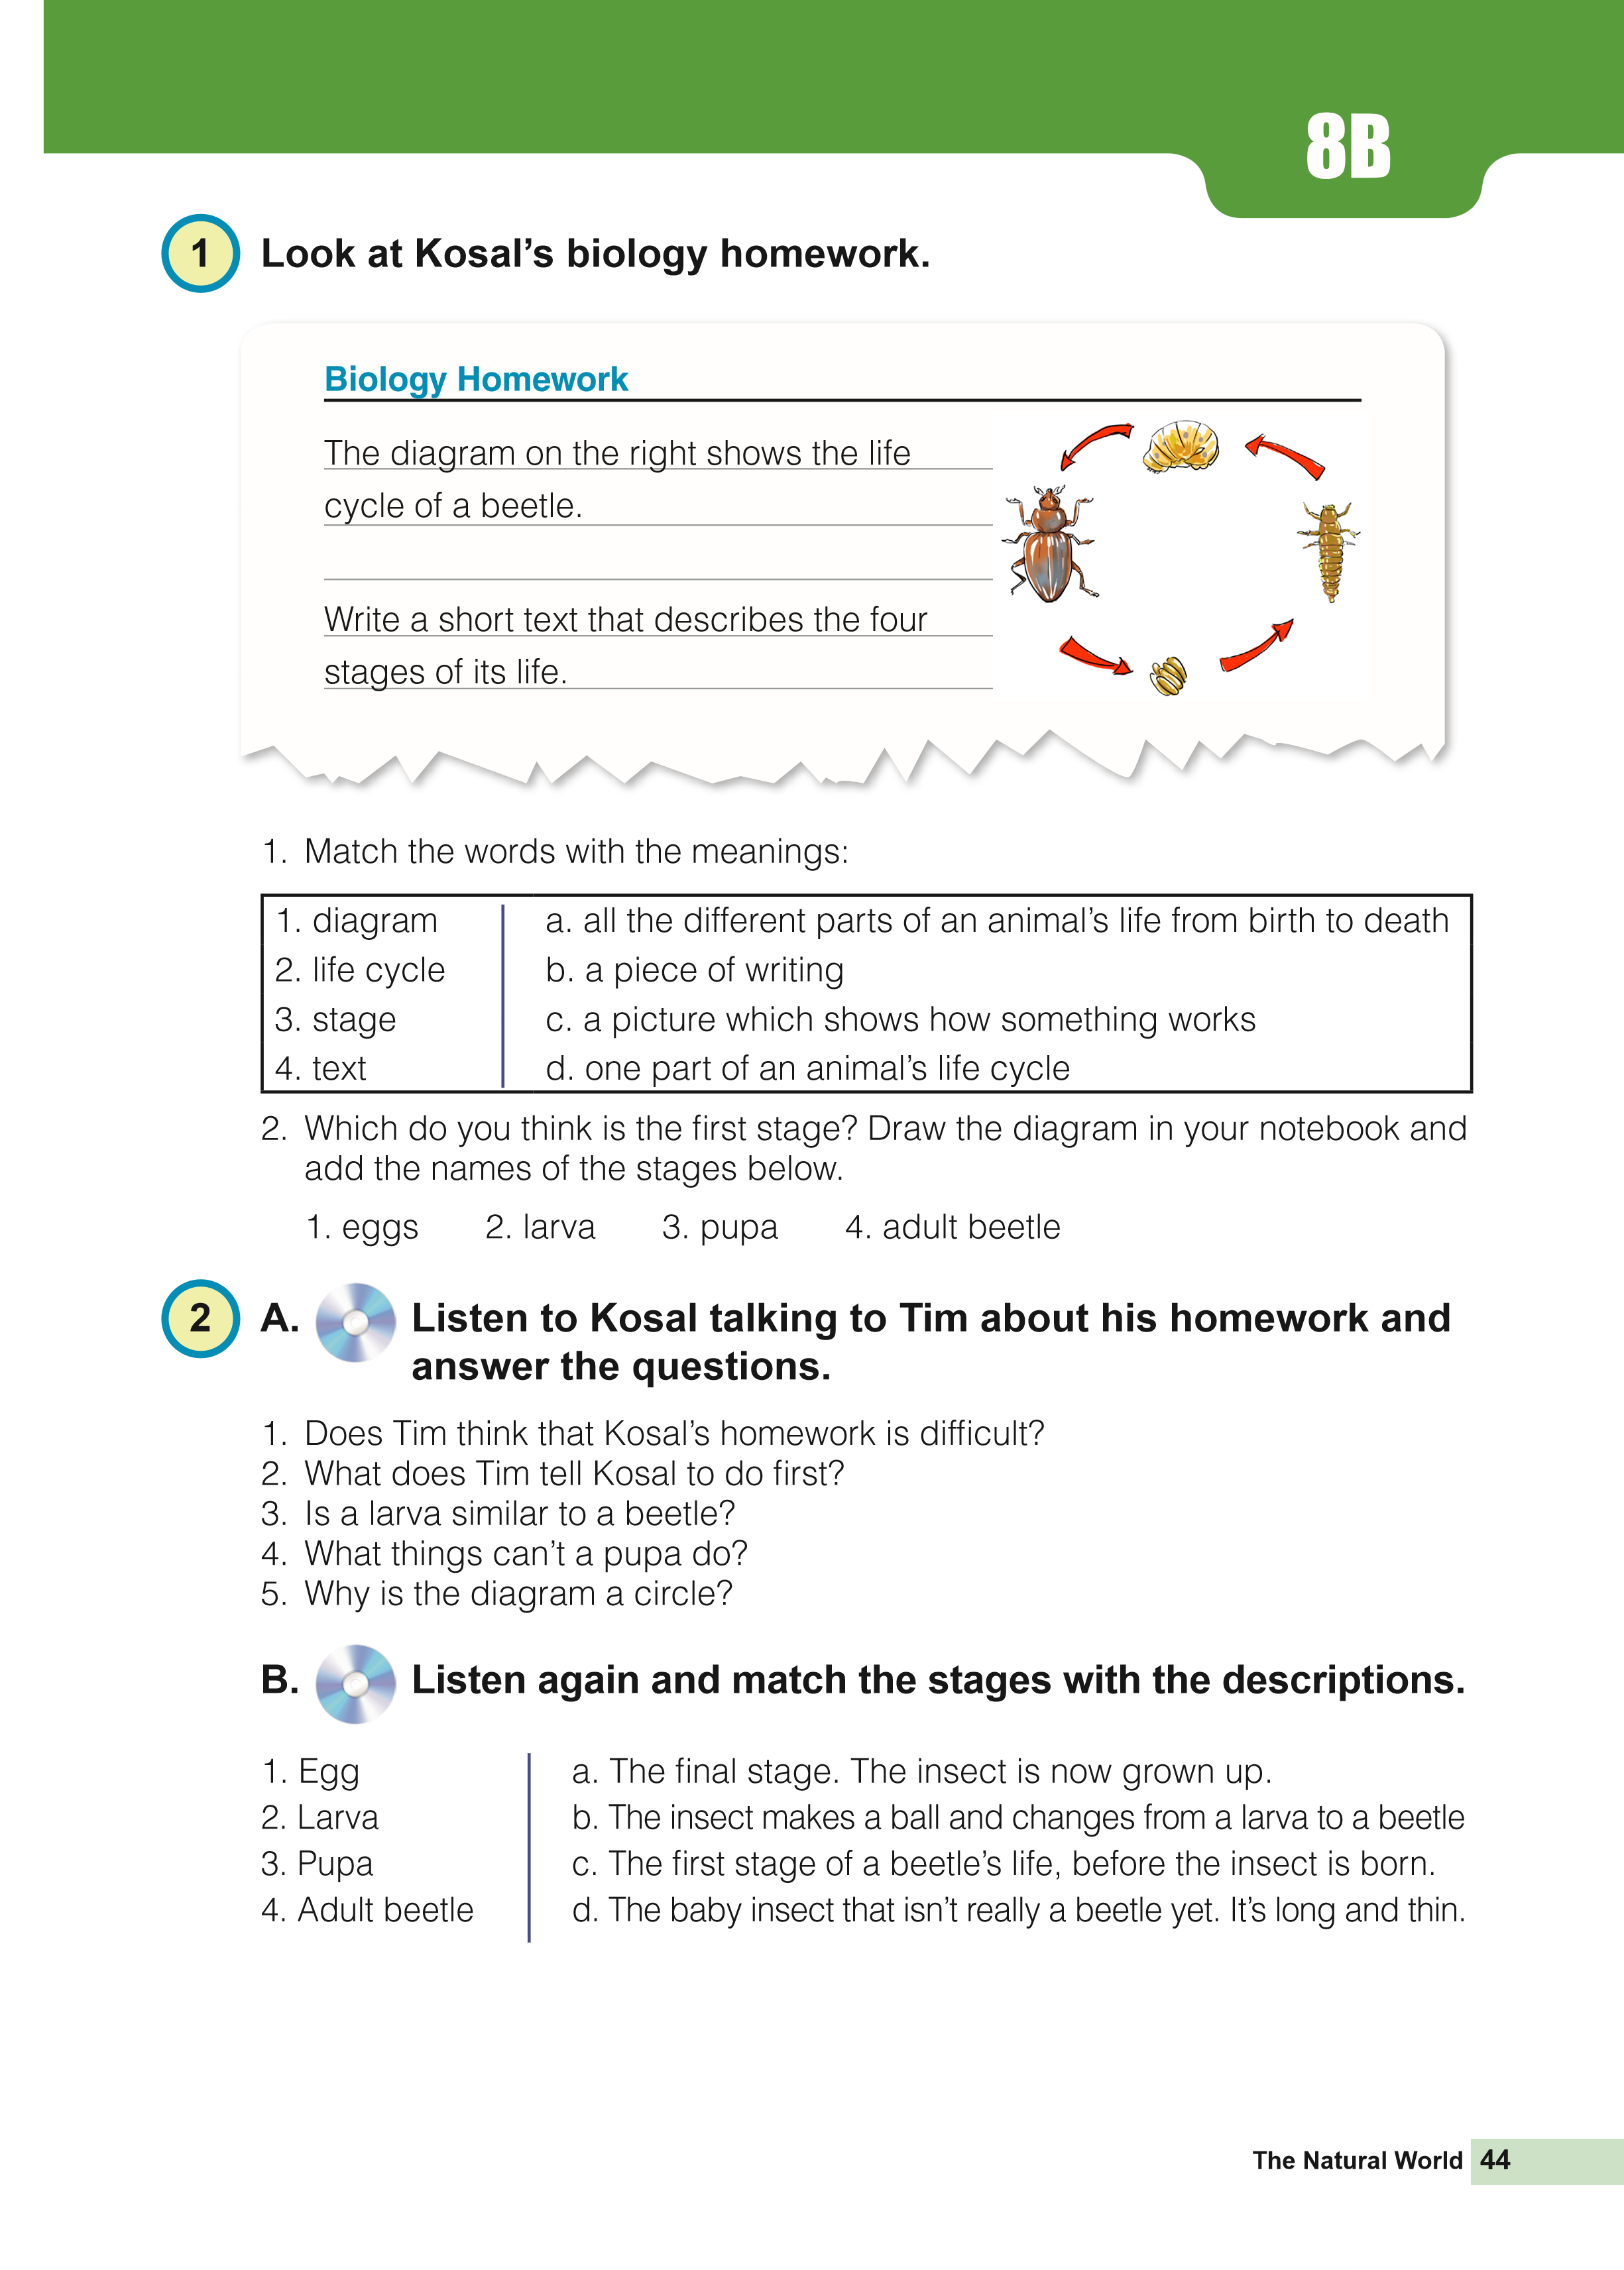 8B
1 Look at Kosal’s biology homework.
Biology Homework
The diagram on the right shows the life
cycle of a beetle.
Write a short text that describes the four
stages of its life.
1. Match the words with the meanings:
1. diagram
2. life cycle
3. stage
4. text
a. all the different parts of an animal’s life from birth to death
b. a piece of writing
c. a picture which shows how something works
d. one part of an animal’s life cycle
2. Which do you think is the first stage? Draw the diagram in your notebook and
add the names of the stages below.
1. eggs 2. larva 3. pupa 4. adult beetle
2 A. Listen to Kosal talking to Tim about his homework and
answer the questions.
1. Does Tim think that Kosal’s homework is difficult?
2. What does Tim tell Kosal to do first?
3. Is a larva similar to a beetle?
4. What things can’t a pupa do?
5. Why is the diagram a circle?
B. Listen again and match the stages with the descriptions.
1. Egg
2. Larva
3. Pupa
4. Adult beetle
a. The final stage. The insect is now grown up.
b. The insect makes a ball and changes from a larva to a beetle
c. The first stage of a beetle’s life, before the insect is born.
d. The baby insect that isn’t really a beetle yet. It’s long and thin.
The Natural World 44